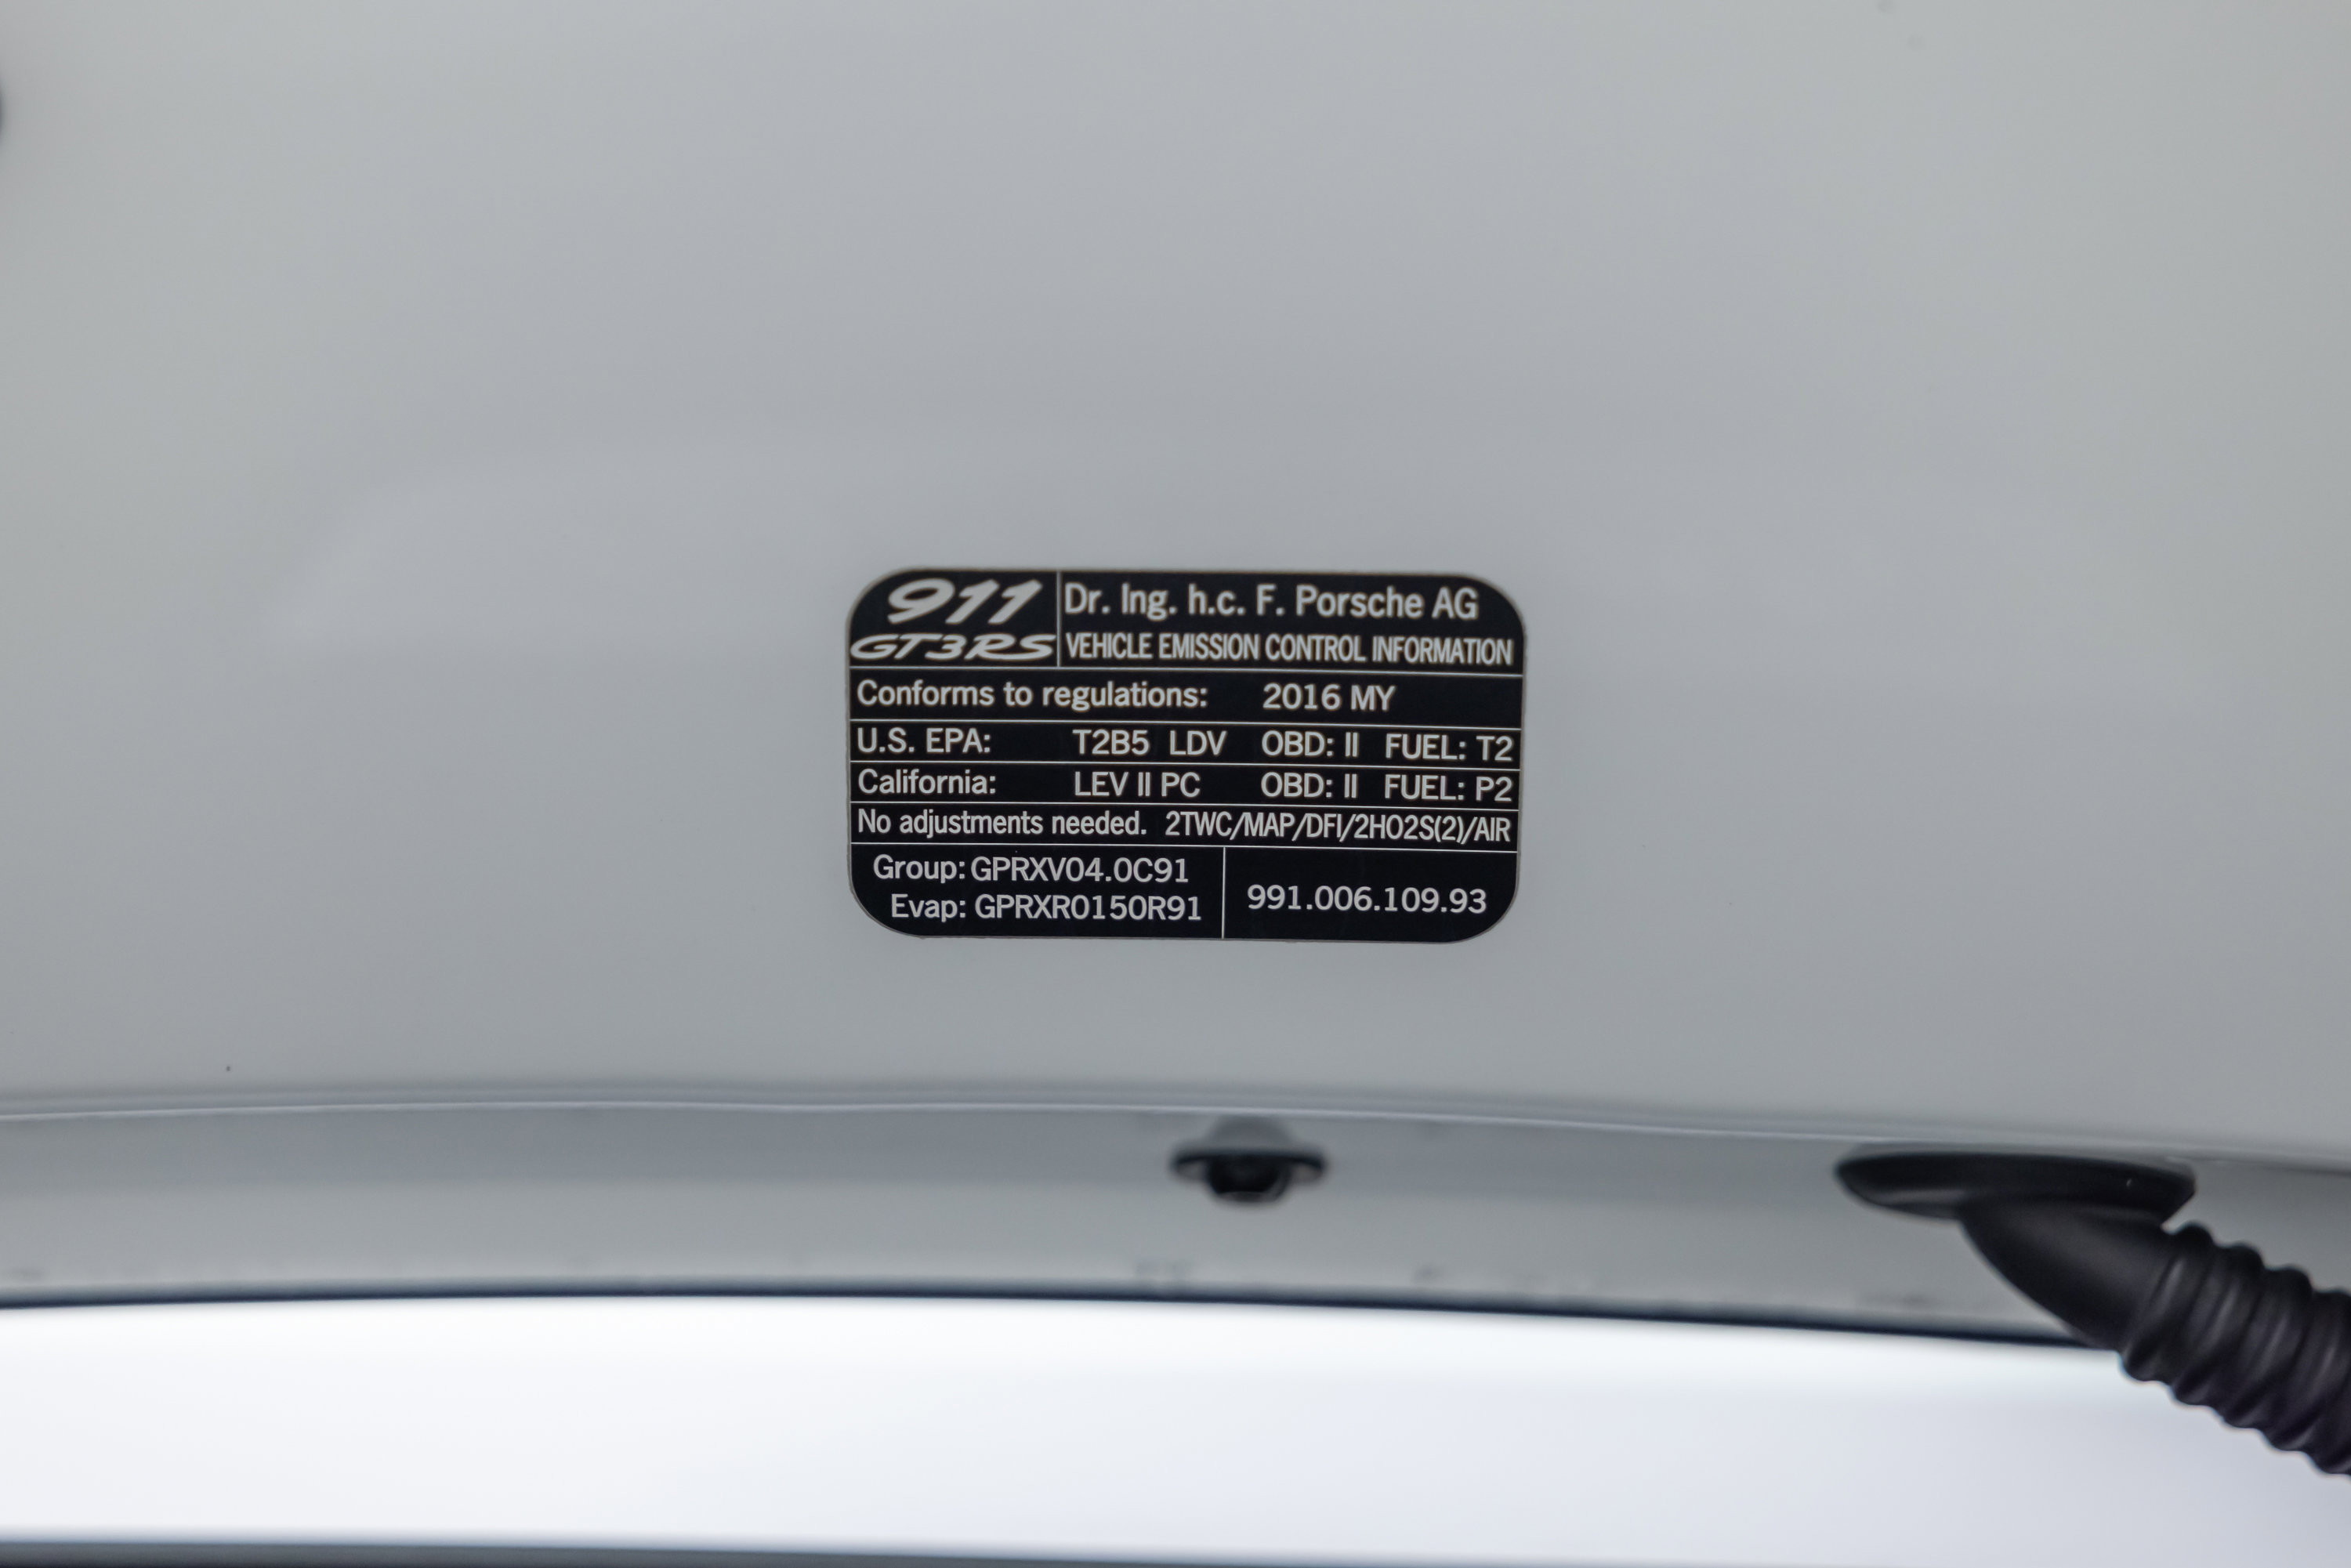 911
GT3RS
Dr. Ing. h.c. F. Porsche AG
VEHICLE EMISSION CONTROL INFORMATION
Conforms to regulations: 2016 MY
U.S. EPA: T2B5 LDV OBD: II FUEL: T2
California: LEV II PC OBD: II FUEL: P2
No adjustments needed. 2TWC/MAP/DFI/2HO2S(2)/AIR
Group: GPRXV04.0C91
Evap: GPRXR0150R91
991.006.109.93